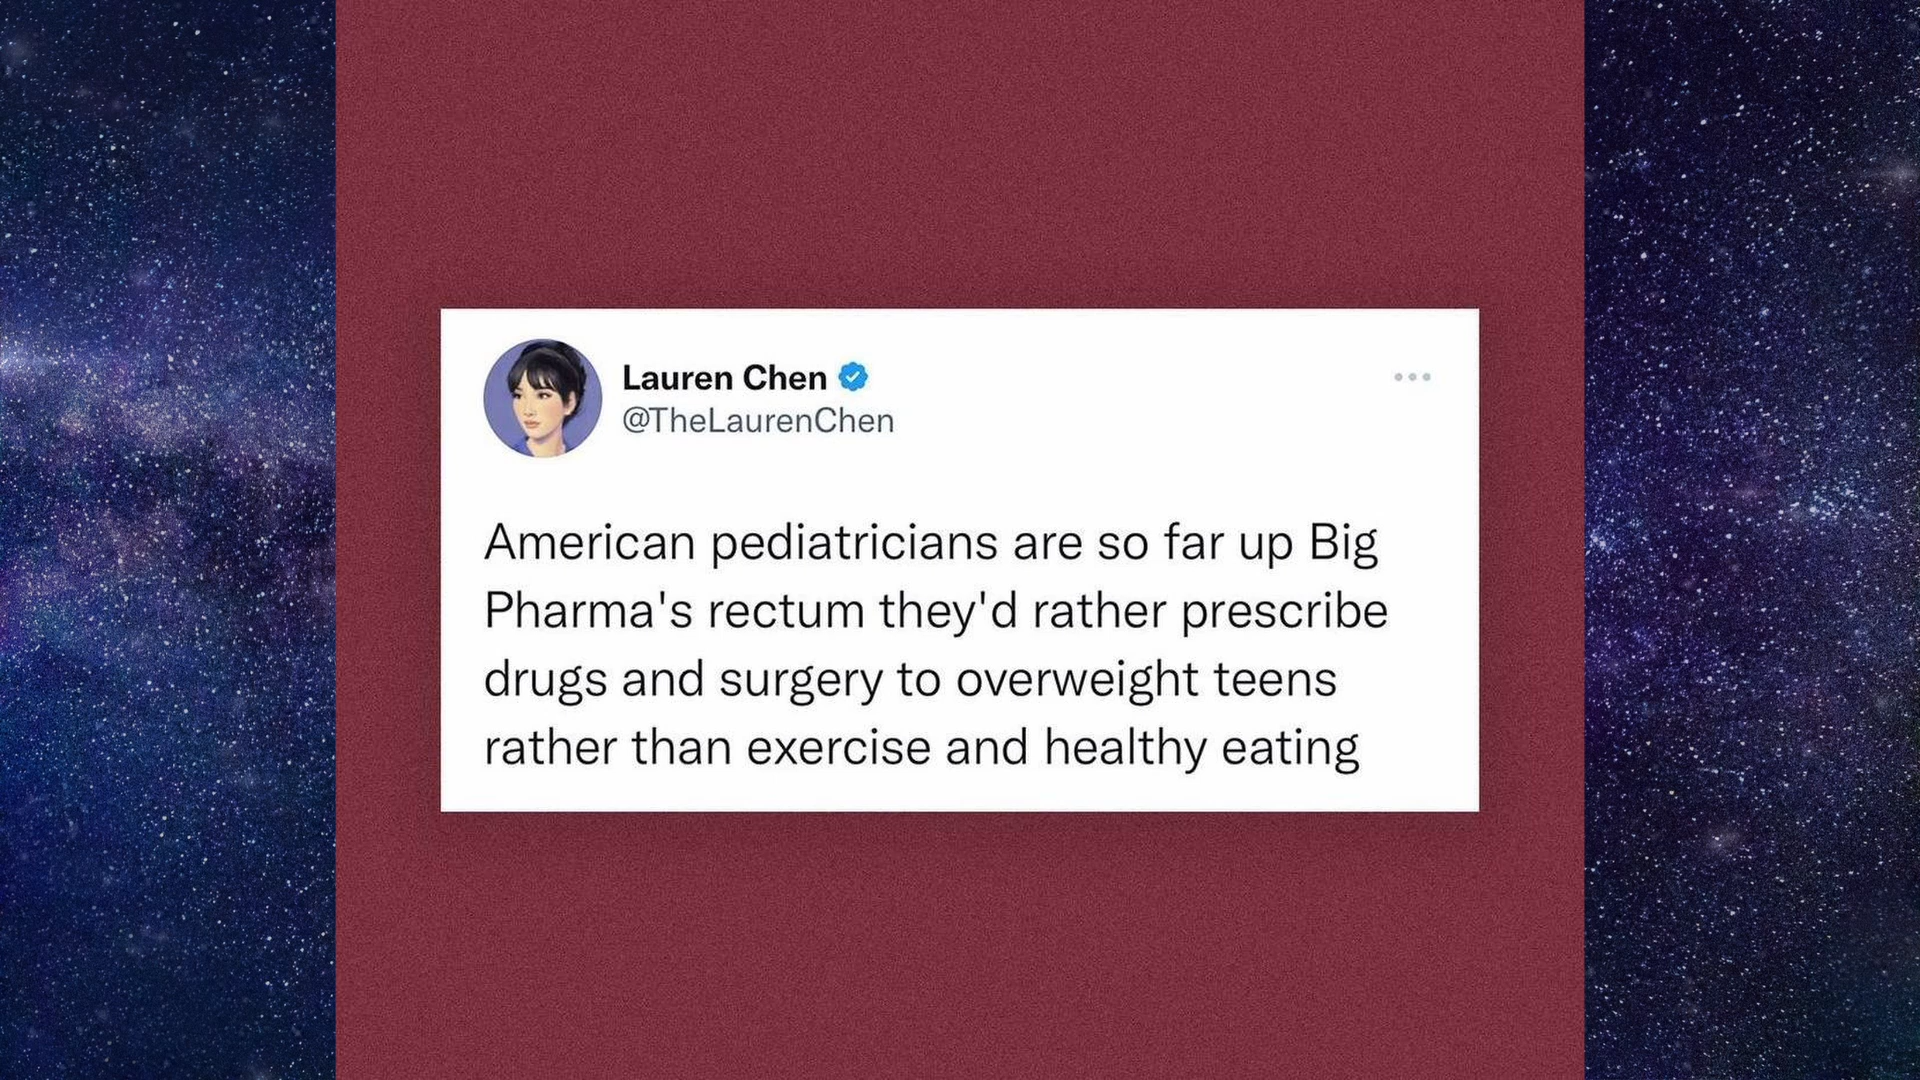 Lauren Chen
@TheLaurenChen
American pediatricians are so far up Big
Pharma's rectum they'd rather prescribe
drugs and surgery to overweight teens
rather than exercise and healthy eating